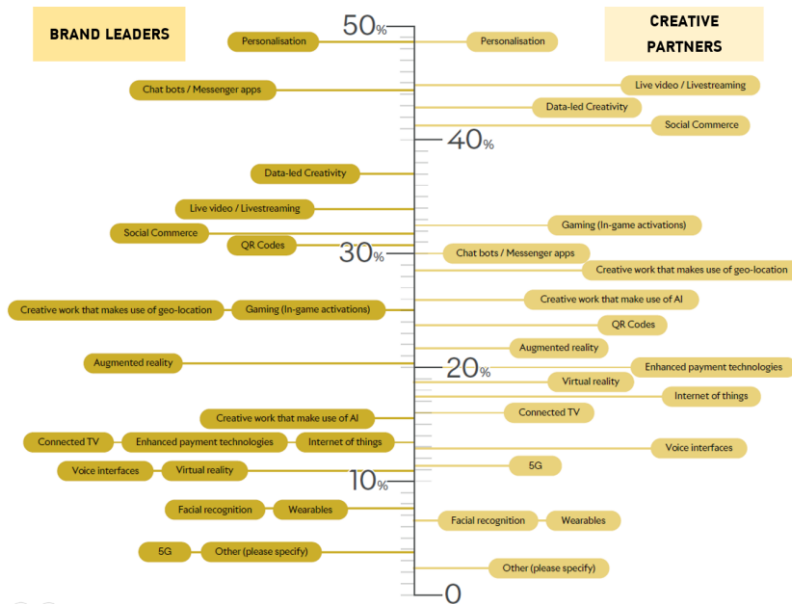 BRAND LEADERS
CREATIVE
PARTNERS
50%
Personalisation
Personalisation
Live video / Livestreaming
Chat bots / Messenger apps
Data-led Creativity
Social Commerce
40%
Data-led Creativity
Live video / Livestreaming
Gaming (In-game activations)
Social Commerce
QR Codes
30%
Chat bots / Messenger apps
Creative work that makes use of geo-location
Creative work that make use of AI
Creative work that makes use of geo-location
Gaming (In-game activations)
QR Codes
Augmented reality
Augmented reality
20%
Enhanced payment technologies
Virtual reality
Internet of things
Connected TV
Creative work that make use of AI
Connected TV
Enhanced payment technologies
Internet of things
Voice interfaces
5G
Voice interfaces
Virtual reality
10%
Facial recognition
Wearables
Facial recognition
Wearables
5G
Other (please specify)
Other (please specify)
0